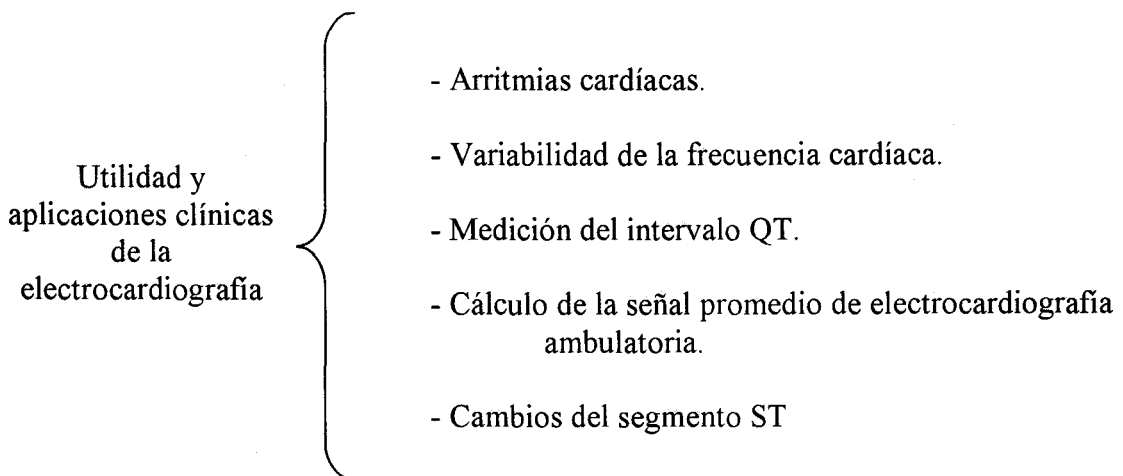 Utilidad y
aplicaciones clínicas
de la
electrocardiografía
- Arritmias cardíacas.
- Variabilidad de la frecuencia cardíaca.
- Medición del intervalo QT.
- Cálculo de la señal promedio de electrocardiografía
ambulatoria.
- Cambios del segmento ST